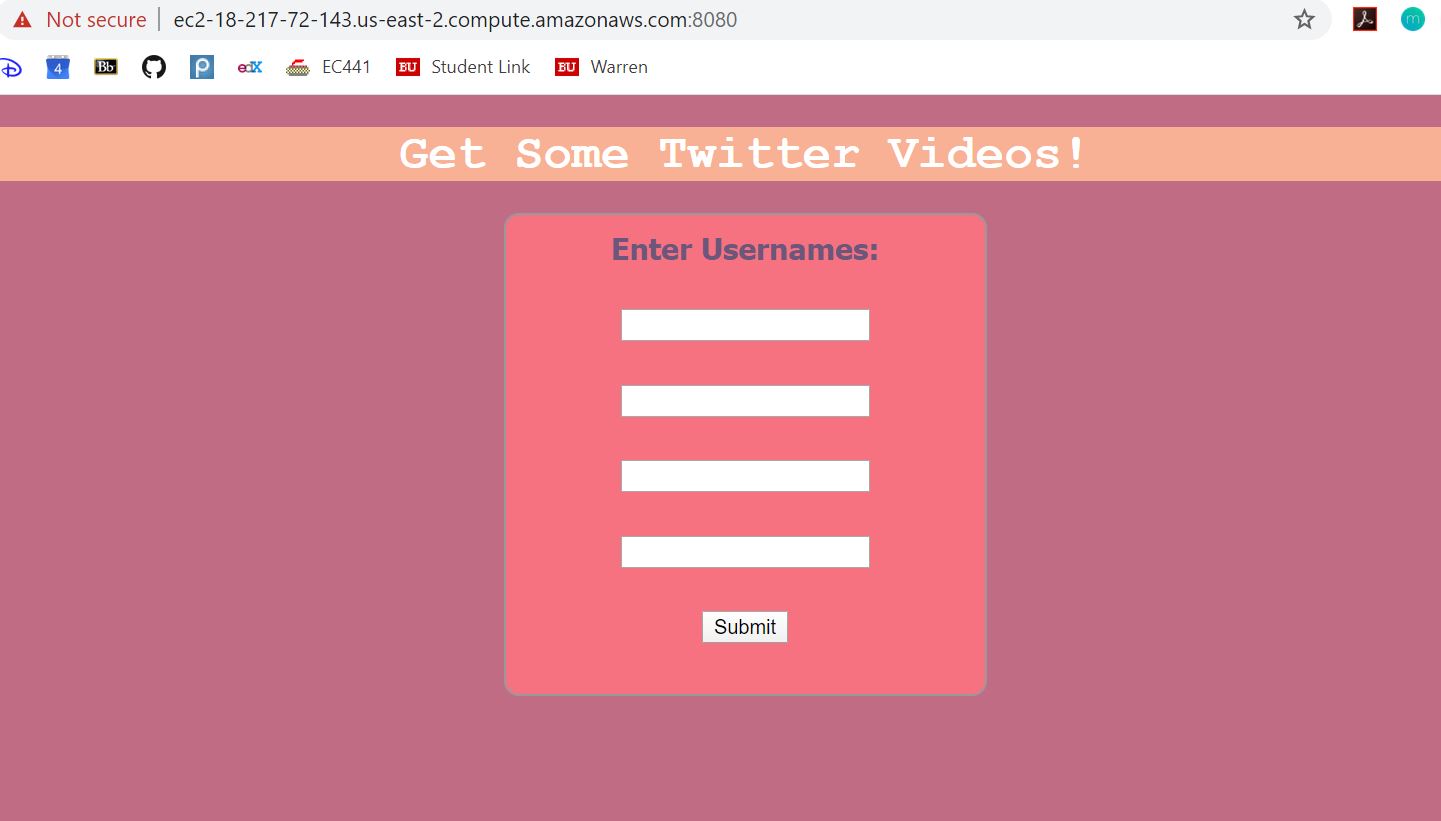 Not secure ec2-18-217-72-143.us-east-2.compute.amazonaws.com:8080 m
4 Bb P edX EC441 BU Student Link BU Warren
Get Some Twitter Videos!
Enter Usernames:
Submit